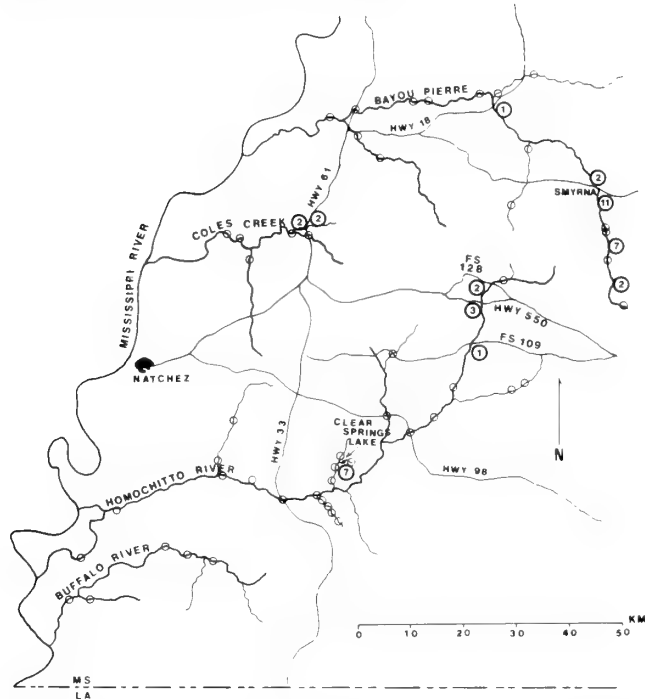 BAYOU PIERRE
1
HWY 18
HWY 61
2
SMYRNA
11
2 2
COLES CREEK
7
MISSISSIPPI RIVER
FS
128
2
2
3
HWY 550
FS 109
1
NATCHEZ
CLEAR
SPRINGS
LAKE
HWY 33
N
7
HWY 98
HOMOCHITTO RIVER
BUFFALO RIVER
KM
0 10 20 30 40 50
MS
LA